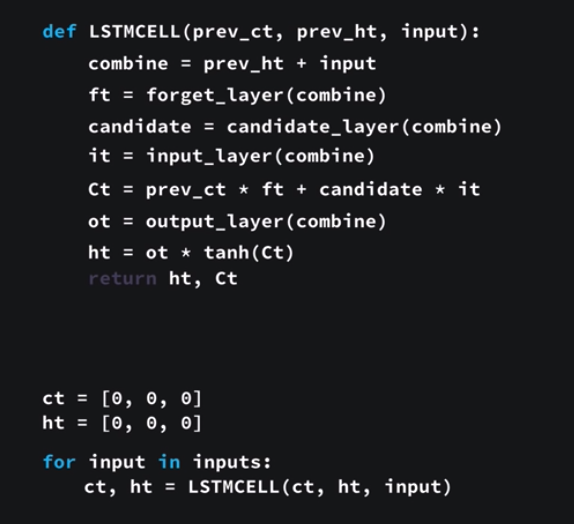 def LSTMCELL(prev_ct, prev_ht, input):
    combine = prev_ht + input
    ft = forget_layer(combine)
    candidate = candidate_layer(combine)
    it = input_layer(combine)
    Ct = prev_ct * ft + candidate * it
    ot = output_layer(combine)
    ht = ot * tanh(Ct)
    return ht, Ct
ct = [0, 0, 0]
ht = [0, 0, 0]
for input in inputs:
    ct, ht = LSTMCELL(ct, ht, input)